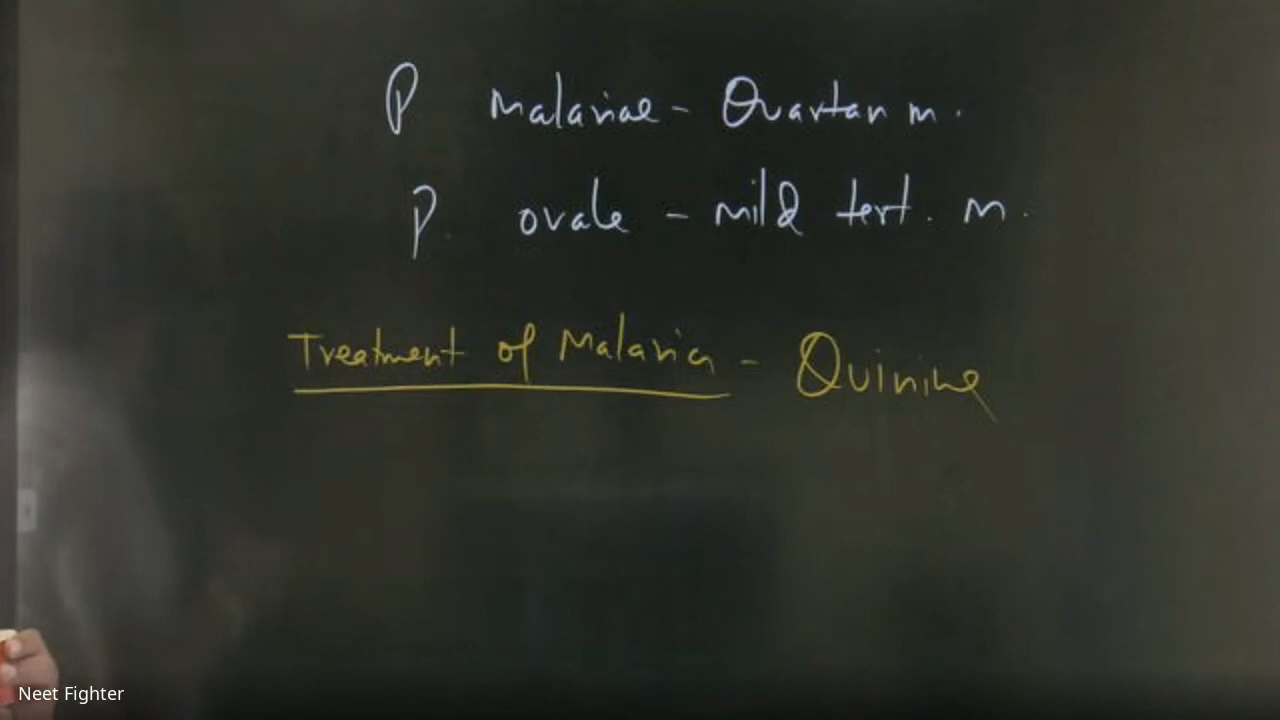 P malariae - Quartan m.
P ovale - mild tert. m.
Treatment of Malaria - Quinine
Neet Fighter